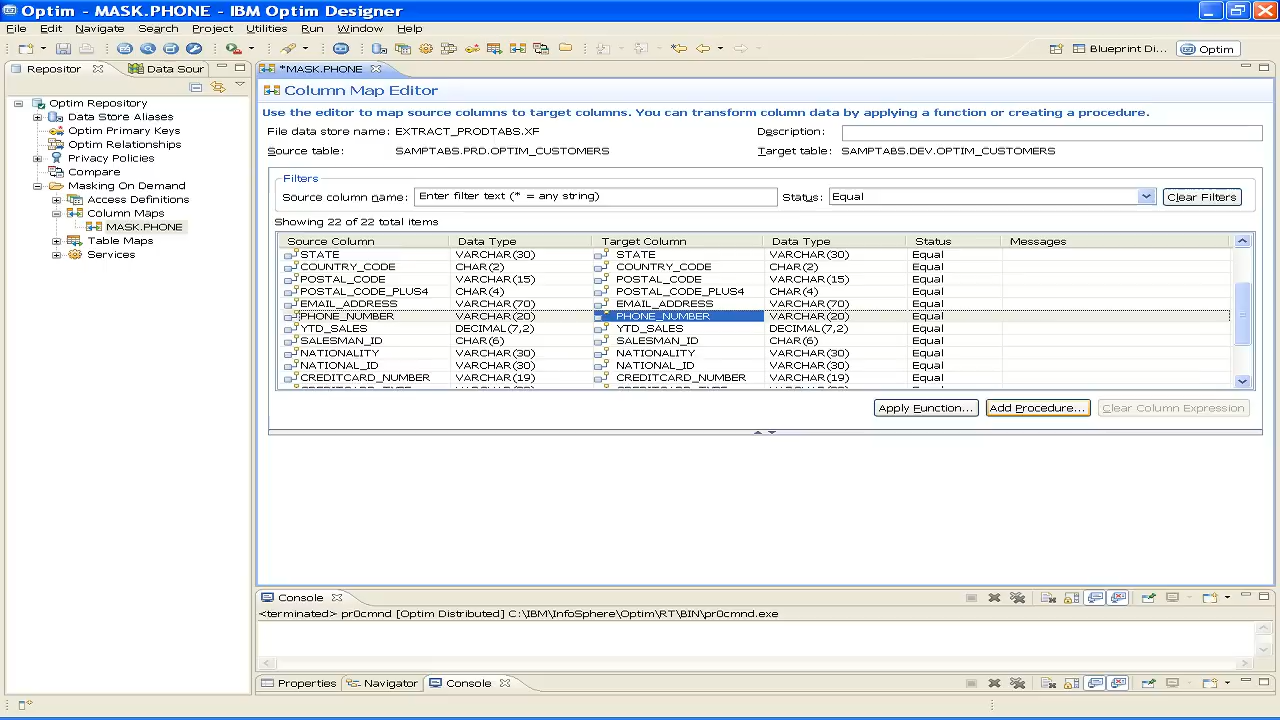 Optim - MASK.PHONE - IBM Optim Designer
File Edit Navigate Search Project Utilities Run Window Help
Blueprint Di... Optim
Repositor Data Sour
*MASK.PHONE
Optim Repository
Data Store Aliases
Optim Primary Keys
Optim Relationships
Privacy Policies
Compare
Masking On Demand
Access Definitions
Column Maps
MASK.PHONE
Table Maps
Services
Column Map Editor
Use the editor to map source columns to target columns. You can transform column data by applying a function or creating a procedure.
File data store name: EXTRACT_PRODTABS.XF Description:
Source table: SAMPTABS.PRD.OPTIM_CUSTOMERS Target table: SAMPTABS.DEV.OPTIM_CUSTOMERS
Filters
Source column name: Enter filter text (* = any string) Status: Equal Clear Filters
Showing 22 of 22 total items
Source Column Data Type Target Column Data Type Status Messages
STATE VARCHAR(30) STATE VARCHAR(30) Equal
COUNTRY_CODE CHAR(2) COUNTRY_CODE CHAR(2) Equal
POSTAL_CODE VARCHAR(15) POSTAL_CODE VARCHAR(15) Equal
POSTAL_CODE_PLUS4 CHAR(4) POSTAL_CODE_PLUS4 CHAR(4) Equal
EMAIL_ADDRESS VARCHAR(70) EMAIL_ADDRESS VARCHAR(70) Equal
PHONE_NUMBER VARCHAR(20) PHONE_NUMBER VARCHAR(20) Equal
YTD_SALES DECIMAL(7,2) YTD_SALES DECIMAL(7,2) Equal
SALESMAN_ID CHAR(6) SALESMAN_ID CHAR(6) Equal
NATIONALITY VARCHAR(30) NATIONALITY VARCHAR(30) Equal
NATIONAL_ID VARCHAR(30) NATIONAL_ID VARCHAR(30) Equal
CREDITCARD_NUMBER VARCHAR(19) CREDITCARD_NUMBER VARCHAR(19) Equal
Apply Function... Add Procedure... Clear Column Expression
Console
<terminated> pr0cmnd [Optim Distributed] C:\IBM\InfoSphere\Optim\RT\BIN\pr0cmnd.exe
Properties Navigator Console